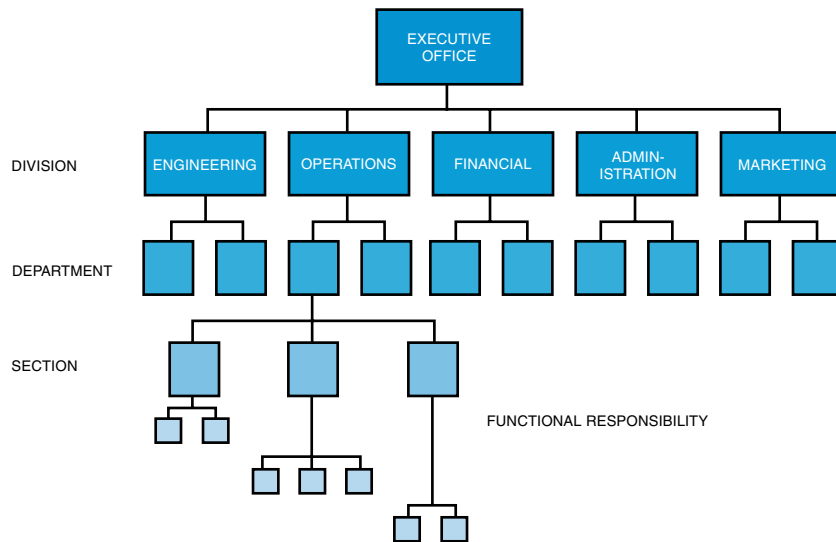 EXECUTIVE
OFFICE
DIVISION
ENGINEERING
OPERATIONS
FINANCIAL
ADMIN-
ISTRATION
MARKETING
DEPARTMENT
SECTION
FUNCTIONAL RESPONSIBILITY